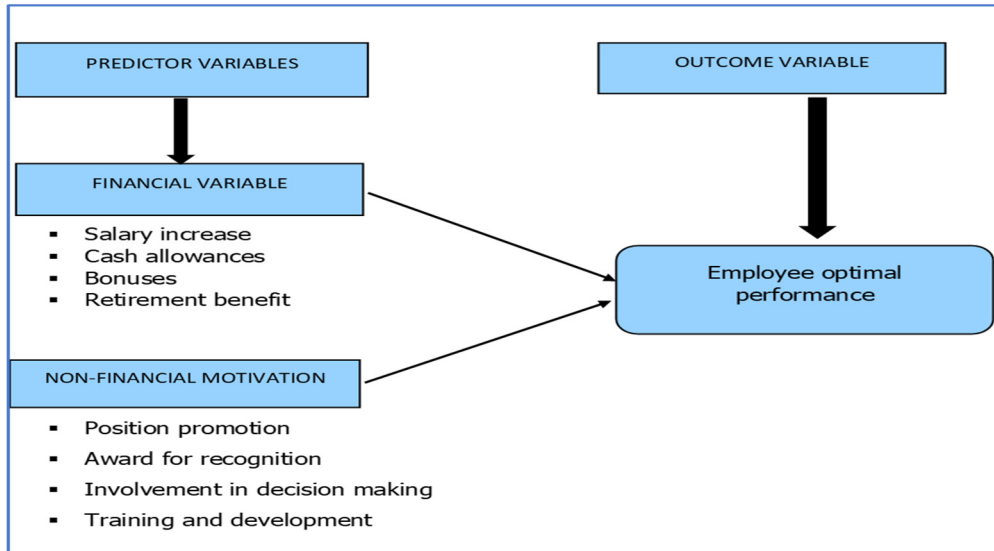 PREDICTOR VARIABLES
OUTCOME VARIABLE
FINANCIAL VARIABLE
▪ Salary increase
▪ Cash allowances
▪ Bonuses
▪ Retirement benefit
Employee optimal
performance
NON-FINANCIAL MOTIVATION
▪ Position promotion
▪ Award for recognition
▪ Involvement in decision making
▪ Training and development